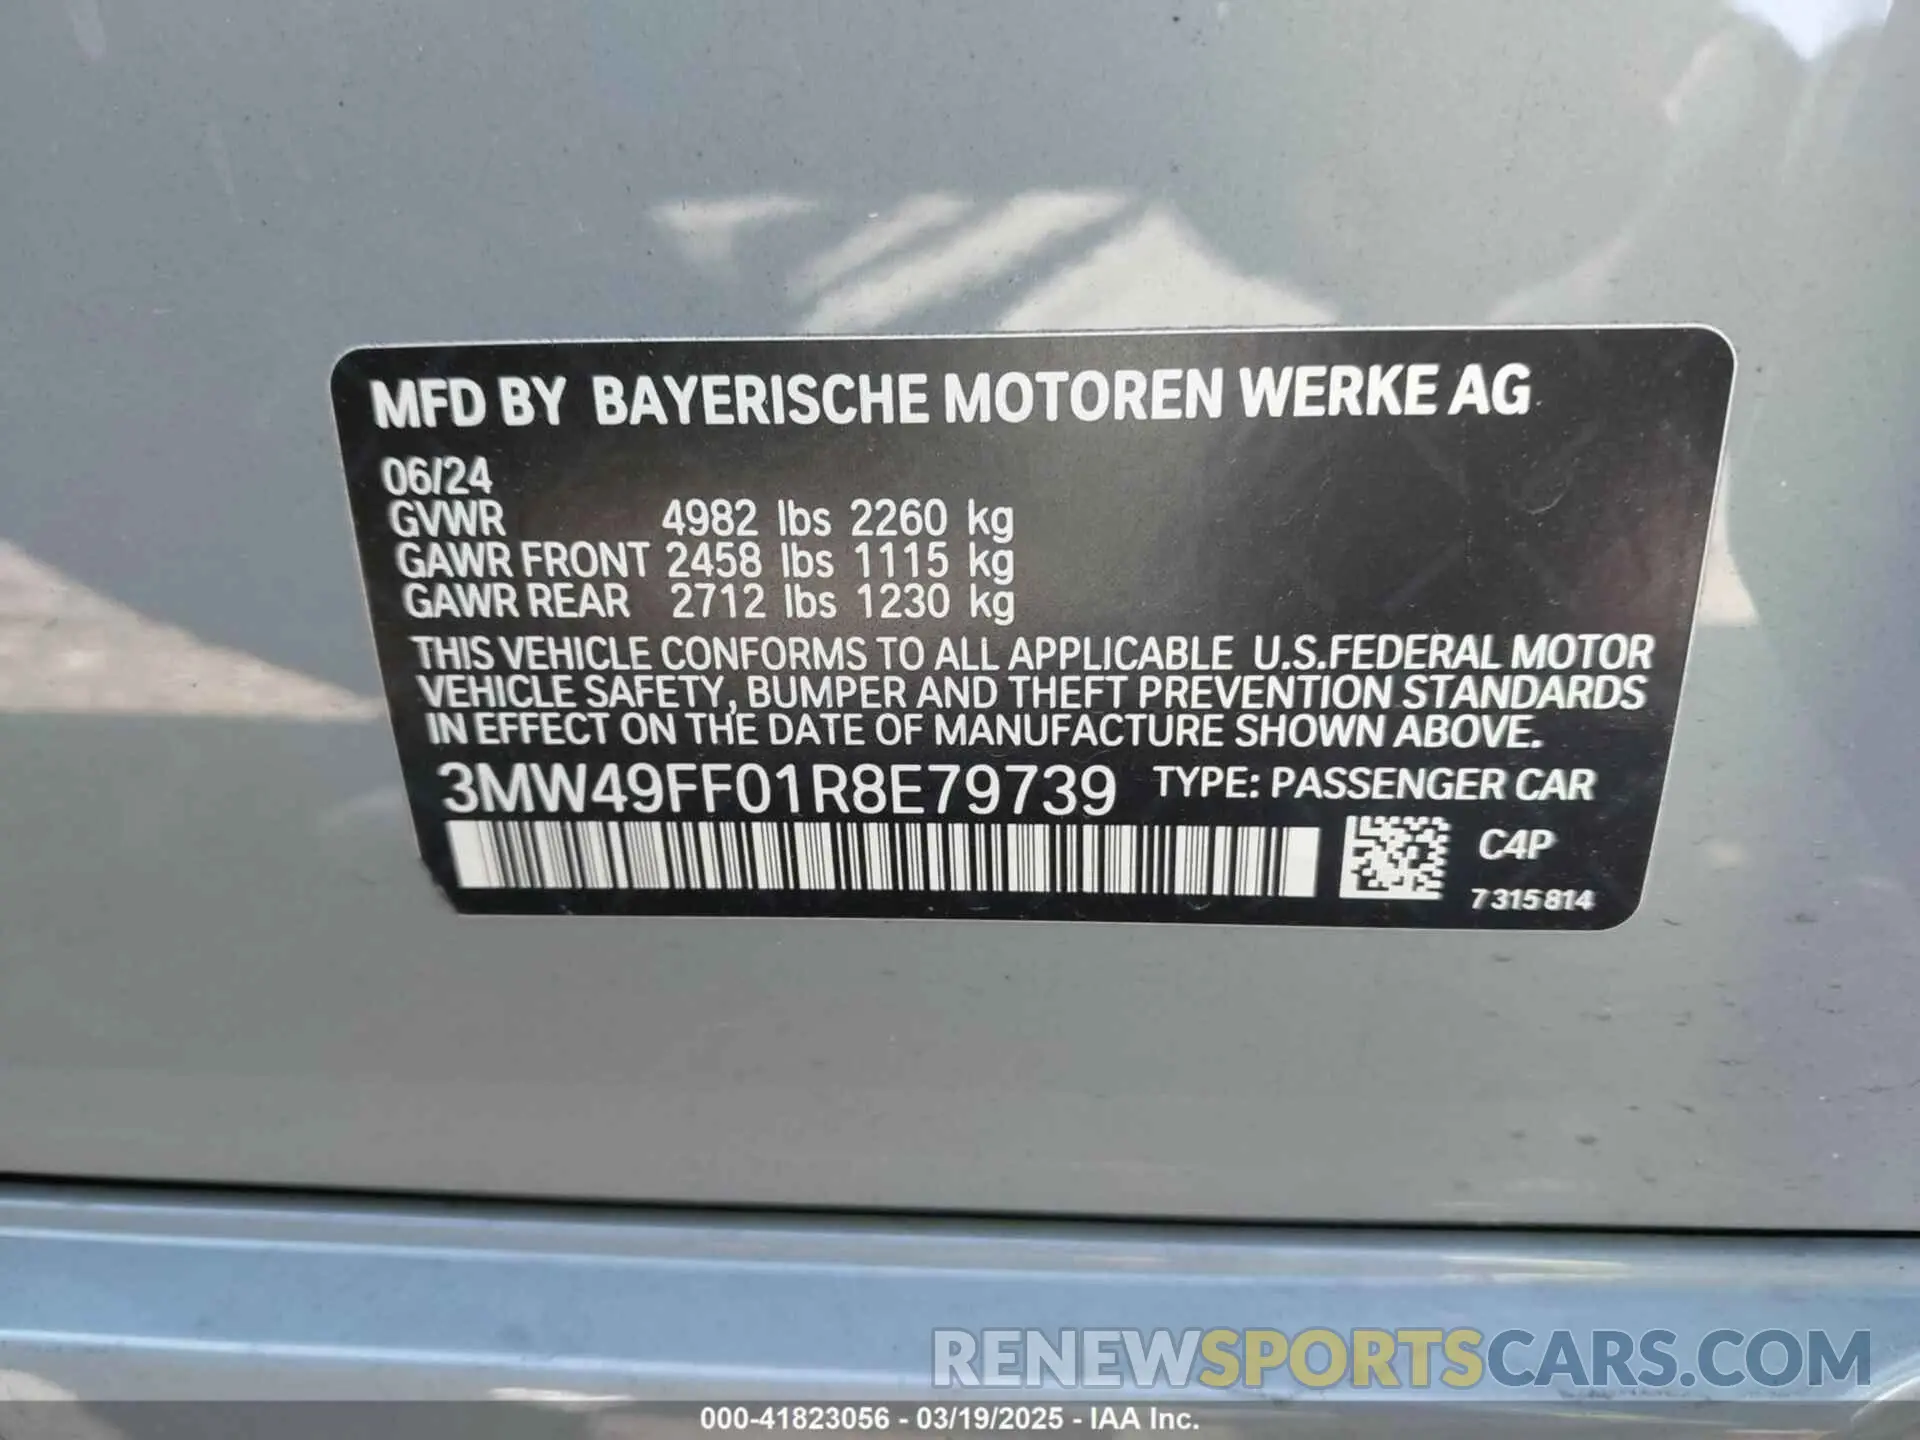 MFD BY BAYERISCHE MOTOREN WERKE AG
06/24
GVWR 4982 lbs 2260 kg
GAWR FRONT 2458 lbs 1115 kg
GAWR REAR 2712 lbs 1230 kg
THIS VEHICLE CONFORMS TO ALL APPLICABLE U.S.FEDERAL MOTOR
VEHICLE SAFETY, BUMPER AND THEFT PREVENTION STANDARDS
IN EFFECT ON THE DATE OF MANUFACTURE SHOWN ABOVE.
3MW49FF01R8E79739 TYPE: PASSENGER CAR
C4P
7 315 814
RENEWSPORTSCARS.COM
000-41823056 - 03/19/2025 - IAA Inc.